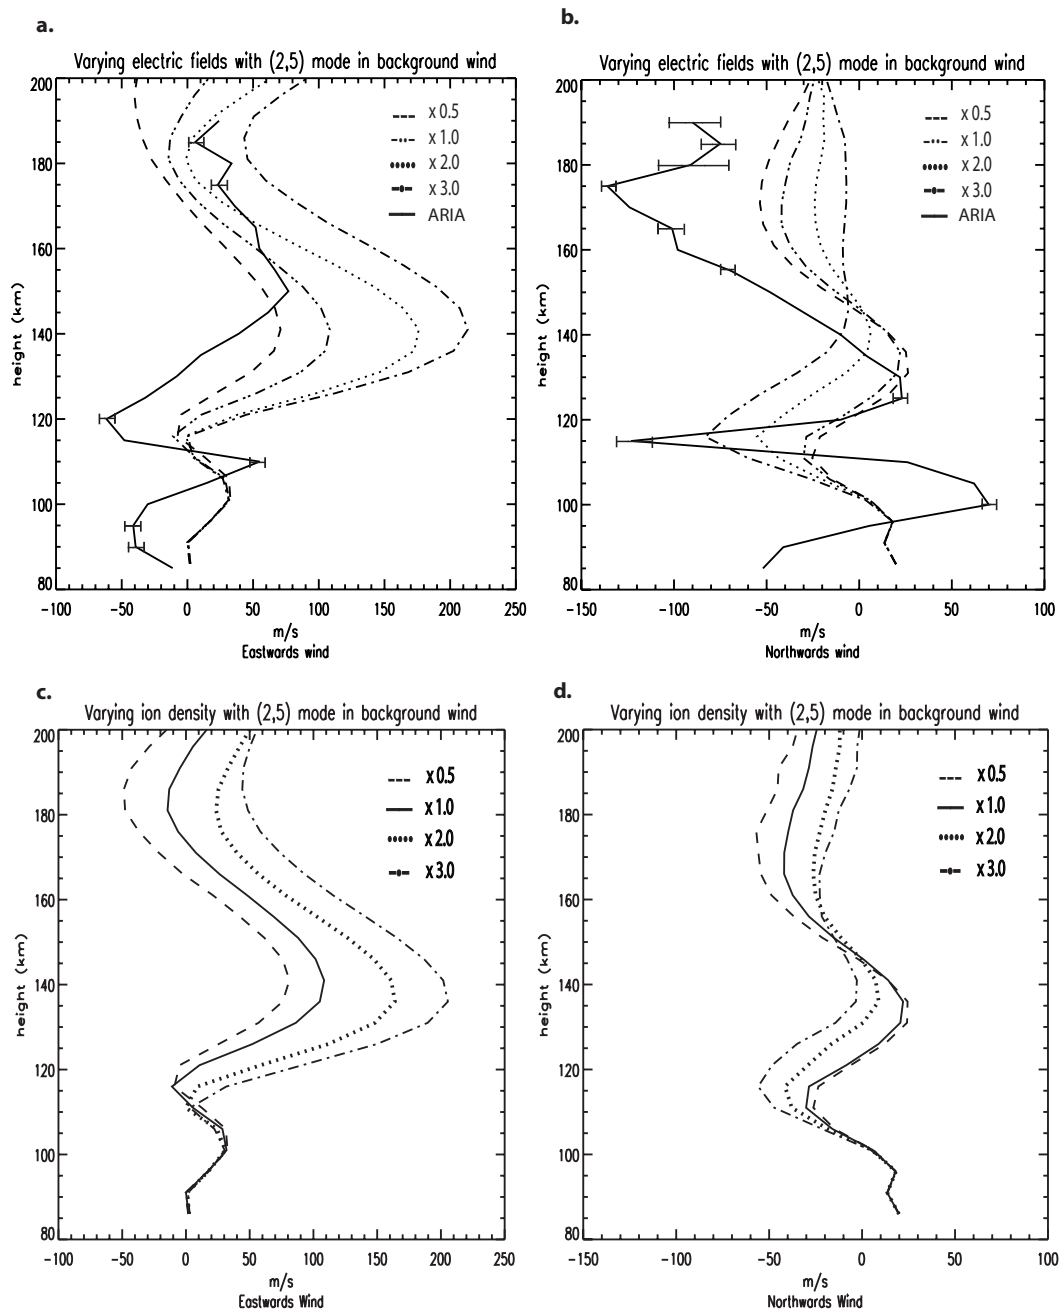 a.
Varying electric fields with (2,5) mode in background wind
200
180
160
140
120
100
80
height (km)
x 0.5
x 1.0
x 2.0
x 3.0
ARIA
-100 -50 0 50 100 150 200 250
m/s
Eastwards wind
b.
Varying electric fields with (2,5) mode in background wind
200
180
160
140
120
100
80
height (km)
x 0.5
x 1.0
x 2.0
x 3.0
ARIA
-150 -100 -50 0 50 100
m/s
Northwards wind
c.
Varying ion density with (2,5) mode in background wind
200
180
160
140
120
100
80
height (km)
x 0.5
x 1.0
x 2.0
x 3.0
-100 -50 0 50 100 150 200 250
m/s
Eastwards Wind
d.
Varying ion density with (2,5) mode in background wind
200
180
160
140
120
100
80
height (km)
x 0.5
x 1.0
x 2.0
x 3.0
-150 -100 -50 0 50 100
m/s
Northwards Wind